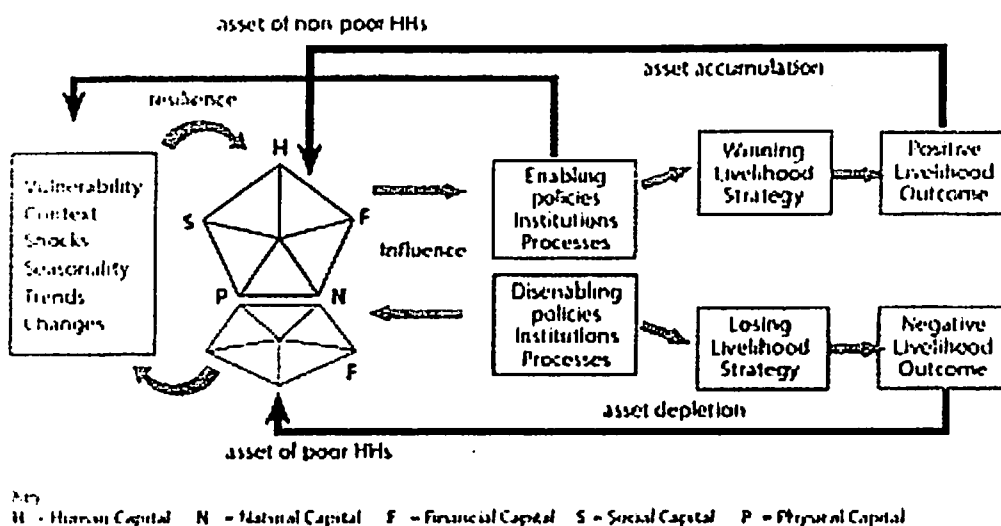 asset of non poor HHs
asset accumulation
resilience
Vulnerability
Context
Shocks
Seasonality
Trends
Changes
H
S
F
P
N
F
Influence
Enabling
policies
Institutions
Processes
Winning
Livelihood
Strategy
Positive
Livelihood
Outcome
Disenabling
policies
Institutions
Processes
Losing
Livelihood
Strategy
Negative
Livelihood
Outcome
asset depletion
asset of poor HHs
Key
H - Human Capital N - Natural Capital F - Financial Capital S - Social Capital P - Physical Capital